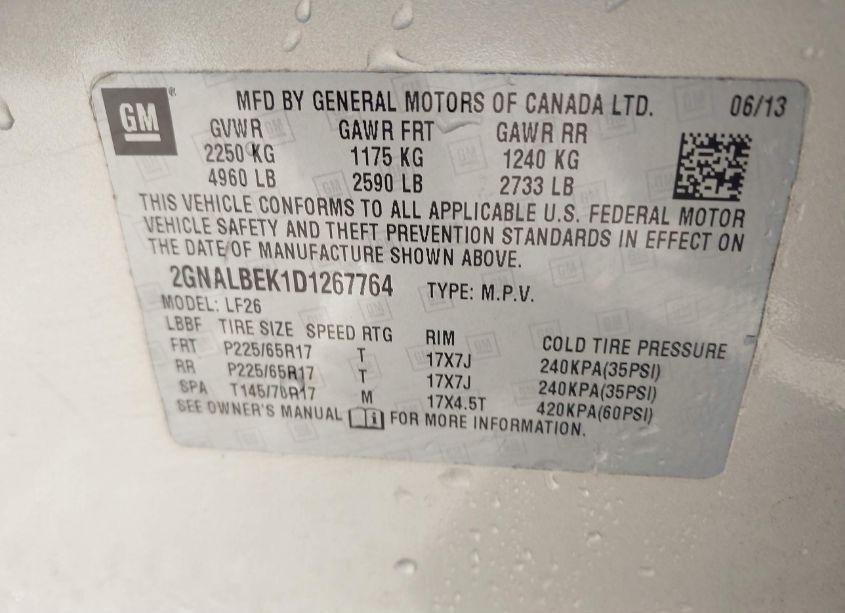 GM ® MFD BY GENERAL MOTORS OF CANADA LTD. 06/13
GVWR GAWR FRT GAWR RR
2250 KG 1175 KG 1240 KG
4960 LB 2590 LB 2733 LB
THIS VEHICLE CONFORMS TO ALL APPLICABLE U.S. FEDERAL MOTOR
VEHICLE SAFETY AND THEFT PREVENTION STANDARDS IN EFFECT ON
THE DATE OF MANUFACTURE SHOWN ABOVE.
2GNALBEK1D1267764 TYPE: M.P.V.
MODEL: LF26
LBBF TIRE SIZE SPEED RTG RIM COLD TIRE PRESSURE
FRT P225/65R17 T 17X7J 240KPA(35PSI)
RR P225/65R17 T 17X7J 240KPA(35PSI)
SPA T145/70R17 M 17X4.5T 420KPA(60PSI)
SEE OWNER'S MANUAL FOR MORE INFORMATION.